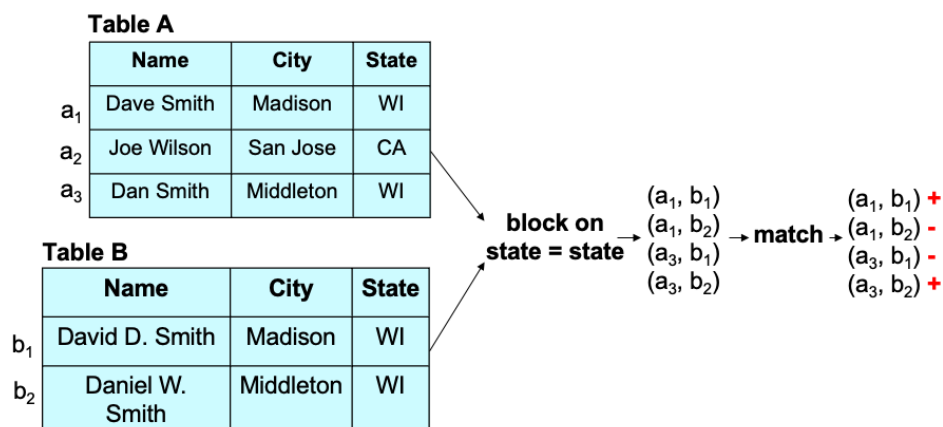 Table A
Name City State
a₁ Dave Smith Madison WI
a₂ Joe Wilson San Jose CA
a₃ Dan Smith Middleton WI
Table B
Name City State
b₁ David D. Smith Madison WI
b₂ Daniel W. Middleton WI
Smith
block on
state = state
(a₁, b₁)
(a₁, b₂)
(a₃, b₁)
(a₃, b₂)
match
(a₁, b₁) +
(a₁, b₂) -
(a₃, b₁) -
(a₃, b₂) +